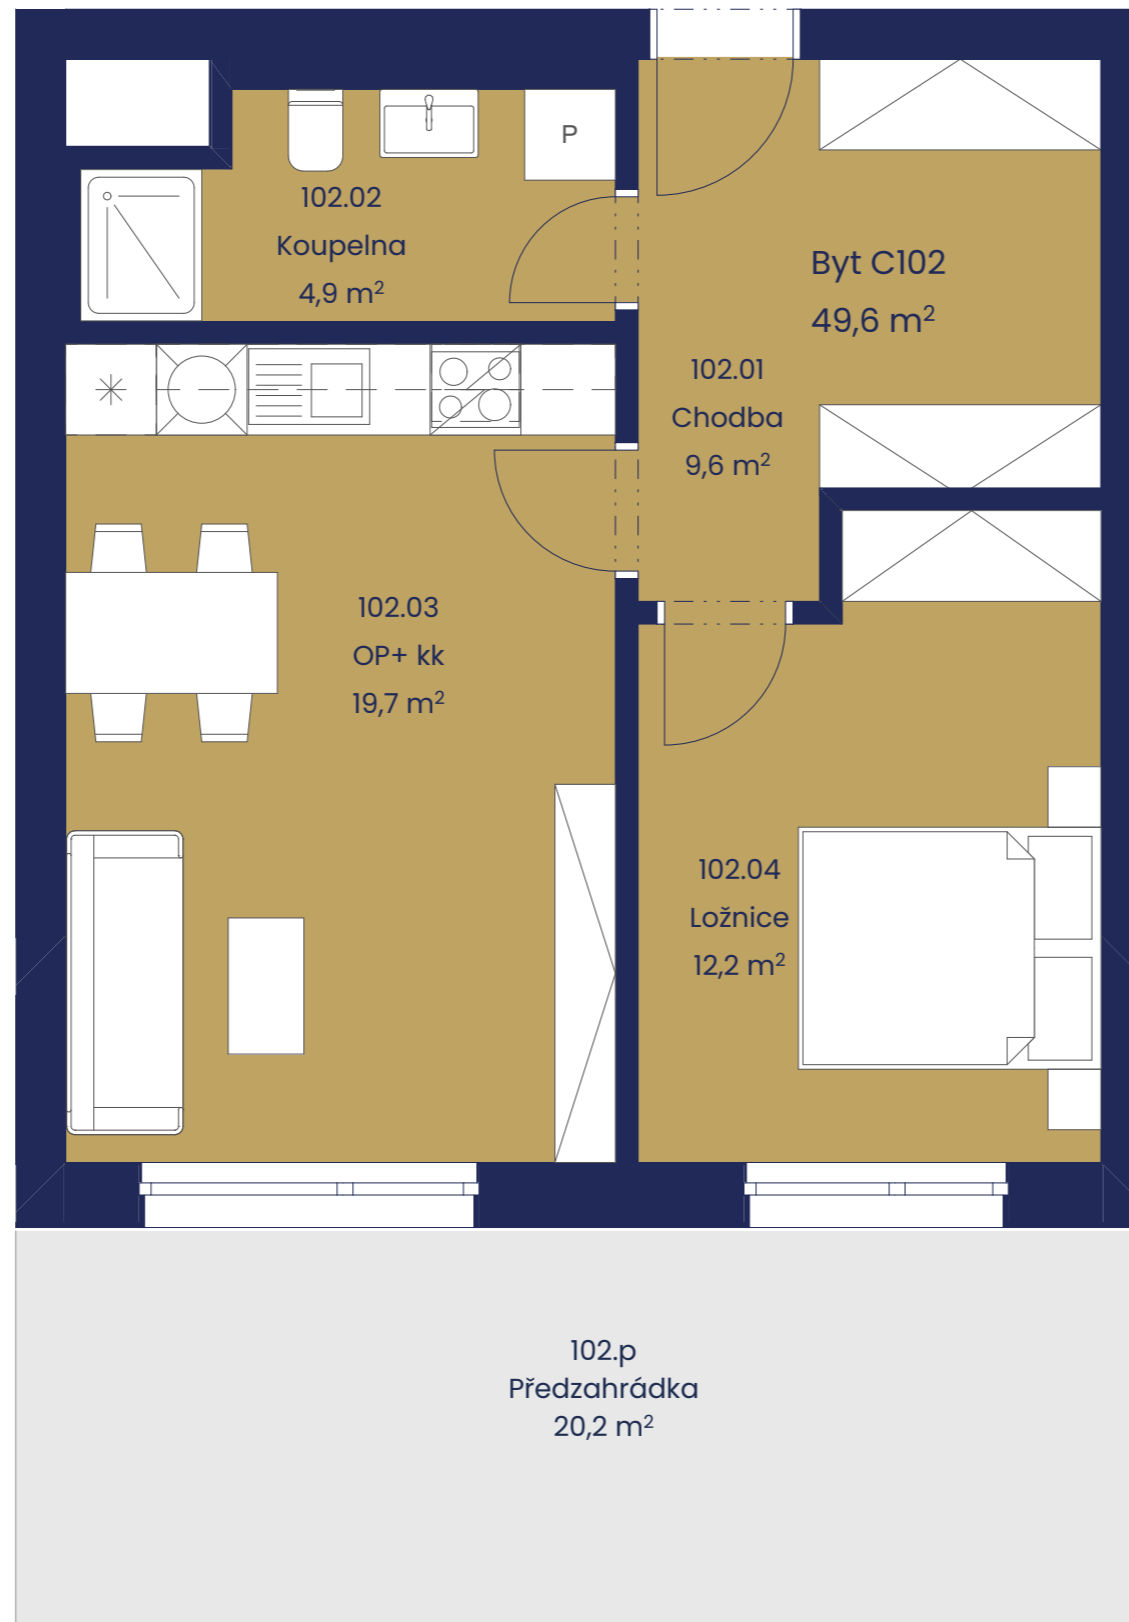 P
102.02
Koupelna
4,9 m²
Byt C102
49,6 m²
102.01
Chodba
9,6 m²
102.03
OP+ kk
19,7 m²
102.04
Ložnice
12,2 m²
102.p
Předzahrádka
20,2 m²